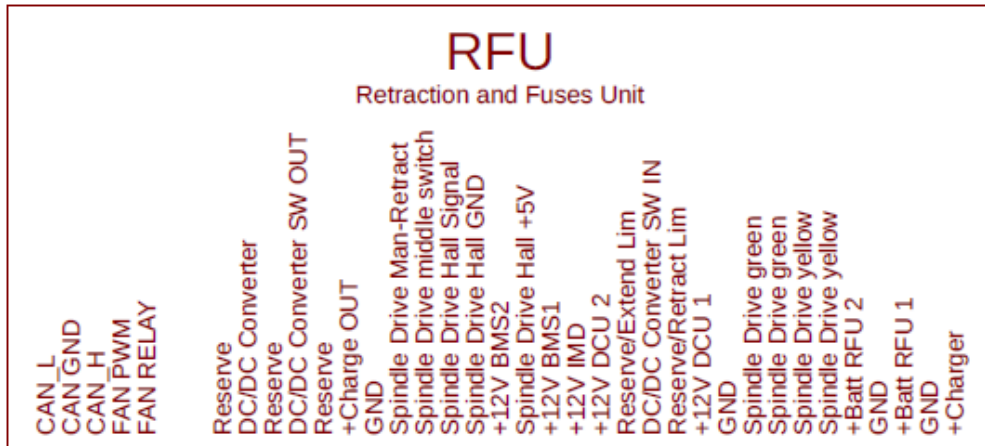 RFU
Retraction and Fuses Unit
CAN_L
CAN_GND
CAN_H
FAN PWM
FAN RELAY
Reserve
DC/DC Converter
Reserve
DC/DC Converter SW OUT
Reserve
+Charge OUT
GND
Spindle Drive Man-Retract
Spindle Drive middle switch
Spindle Drive Hall Signal
Spindle Drive Hall GND
+12V BMS2
Spindle Drive Hall +5V
+12V BMS1
+12V IMD
+12V DCU 2
Reserve/Extend Lim
DC/DC Converter SW IN
Reserve/Retract Lim
+12V DCU 1
GND
Spindle Drive green
Spindle Drive green
Spindle Drive yellow
Spindle Drive yellow
+Batt RFU 2
GND
+Batt RFU 1
GND
+Charger